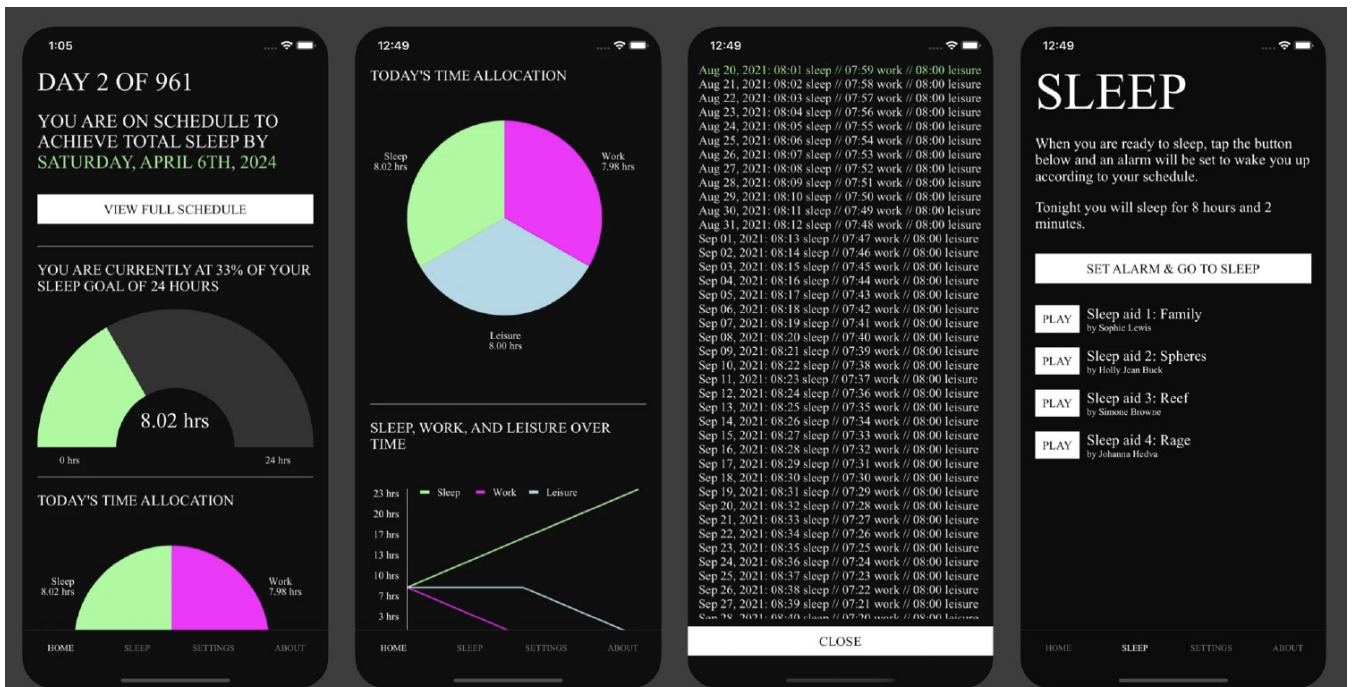 1:05
DAY 2 OF 961
YOU ARE ON SCHEDULE TO
ACHIEVE TOTAL SLEEP BY
SATURDAY, APRIL 6TH, 2024
VIEW FULL SCHEDULE
YOU ARE CURRENTLY AT 33% OF YOUR
SLEEP GOAL OF 24 HOURS
8.02 hrs
0 hrs
24 hrs
TODAY'S TIME ALLOCATION
Sleep
8.02 hrs
Work
7.98 hrs
HOME SLEEP SETTINGS ABOUT
12:49
TODAY'S TIME ALLOCATION
Sleep
8.02 hrs
Work
7.98 hrs
Leisure
8.00 hrs
SLEEP, WORK, AND LEISURE OVER
TIME
Sleep Work Leisure
23 hrs
20 hrs
17 hrs
13 hrs
10 hrs
7 hrs
3 hrs
HOME SLEEP SETTINGS ABOUT
12:49
Aug 20, 2021: 08:01 sleep // 07:59 work // 08:00 leisure
Aug 21, 2021: 08:02 sleep // 07:58 work // 08:00 leisure
Aug 22, 2021: 08:03 sleep // 07:57 work // 08:00 leisure
Aug 23, 2021: 08:04 sleep // 07:56 work // 08:00 leisure
Aug 24, 2021: 08:05 sleep // 07:55 work // 08:00 leisure
Aug 25, 2021: 08:06 sleep // 07:54 work // 08:00 leisure
Aug 26, 2021: 08:07 sleep // 07:53 work // 08:00 leisure
Aug 27, 2021: 08:08 sleep // 07:52 work // 08:00 leisure
Aug 28, 2021: 08:09 sleep // 07:51 work // 08:00 leisure
Aug 29, 2021: 08:10 sleep // 07:50 work // 08:00 leisure
Aug 30, 2021: 08:11 sleep // 07:49 work // 08:00 leisure
Aug 31, 2021: 08:12 sleep // 07:48 work // 08:00 leisure
Sep 01, 2021: 08:13 sleep // 07:47 work // 08:00 leisure
Sep 02, 2021: 08:14 sleep // 07:46 work // 08:00 leisure
Sep 03, 2021: 08:15 sleep // 07:45 work // 08:00 leisure
Sep 04, 2021: 08:16 sleep // 07:44 work // 08:00 leisure
Sep 05, 2021: 08:17 sleep // 07:43 work // 08:00 leisure
Sep 06, 2021: 08:18 sleep // 07:42 work // 08:00 leisure
Sep 07, 2021: 08:19 sleep // 07:41 work // 08:00 leisure
Sep 08, 2021: 08:20 sleep // 07:40 work // 08:00 leisure
Sep 09, 2021: 08:21 sleep // 07:39 work // 08:00 leisure
Sep 10, 2021: 08:22 sleep // 07:38 work // 08:00 leisure
Sep 11, 2021: 08:23 sleep // 07:37 work // 08:00 leisure
Sep 12, 2021: 08:24 sleep // 07:36 work // 08:00 leisure
Sep 13, 2021: 08:25 sleep // 07:35 work // 08:00 leisure
Sep 14, 2021: 08:26 sleep // 07:34 work // 08:00 leisure
Sep 15, 2021: 08:27 sleep // 07:33 work // 08:00 leisure
Sep 16, 2021: 08:28 sleep // 07:32 work // 08:00 leisure
Sep 17, 2021: 08:29 sleep // 07:31 work // 08:00 leisure
Sep 18, 2021: 08:30 sleep // 07:30 work // 08:00 leisure
Sep 19, 2021: 08:31 sleep // 07:29 work // 08:00 leisure
Sep 20, 2021: 08:32 sleep // 07:28 work // 08:00 leisure
Sep 21, 2021: 08:33 sleep // 07:27 work // 08:00 leisure
Sep 22, 2021: 08:34 sleep // 07:26 work // 08:00 leisure
Sep 23, 2021: 08:35 sleep // 07:25 work // 08:00 leisure
Sep 24, 2021: 08:36 sleep // 07:24 work // 08:00 leisure
Sep 25, 2021: 08:37 sleep // 07:23 work // 08:00 leisure
Sep 26, 2021: 08:38 sleep // 07:22 work // 08:00 leisure
Sep 27, 2021: 08:39 sleep // 07:21 work // 08:00 leisure
Sep 28, 2021: 08:40 sleep // 07:20 work // 08:00 leisure
CLOSE
12:49
SLEEP
When you are ready to sleep, tap the button
below and an alarm will be set to wake you up
according to your schedule.
Tonight you will sleep for 8 hours and 2
minutes.
SET ALARM & GO TO SLEEP
PLAY
Sleep aid 1: Family
by Sophie Lewis
PLAY
Sleep aid 2: Spheres
by Holly Jean Buck
PLAY
Sleep aid 3: Reef
by Simone Browne
PLAY
Sleep aid 4: Rage
by Johanna Hedva
HOME SLEEP SETTINGS ABOUT